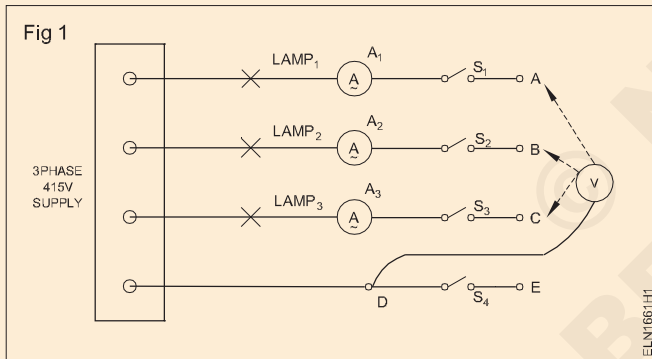 Fig 1
LAMP1
A1
A
~
S1
A
LAMP2
A2
A
~
S2
B
3PHASE
415V
SUPPLY
V
LAMP3
A3
A
~
S3
C
D
S4
E
ELN1661H1
©